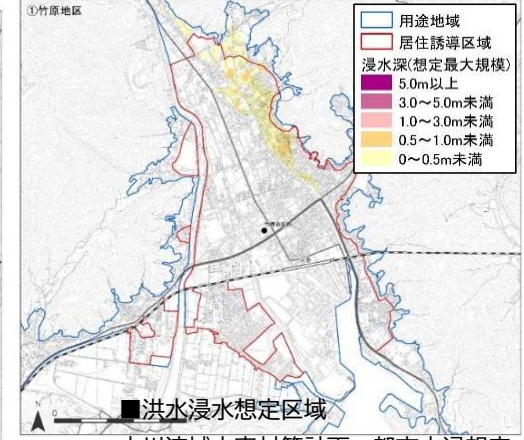 ①竹原地区
用途地域
居住誘導区域
浸水深(想定最大規模)
5.0m以上
3.0～5.0m未満
1.0～3.0m未満
0.5～1.0m未満
0～0.5m未満
N
0
■洪水浸水想定区域